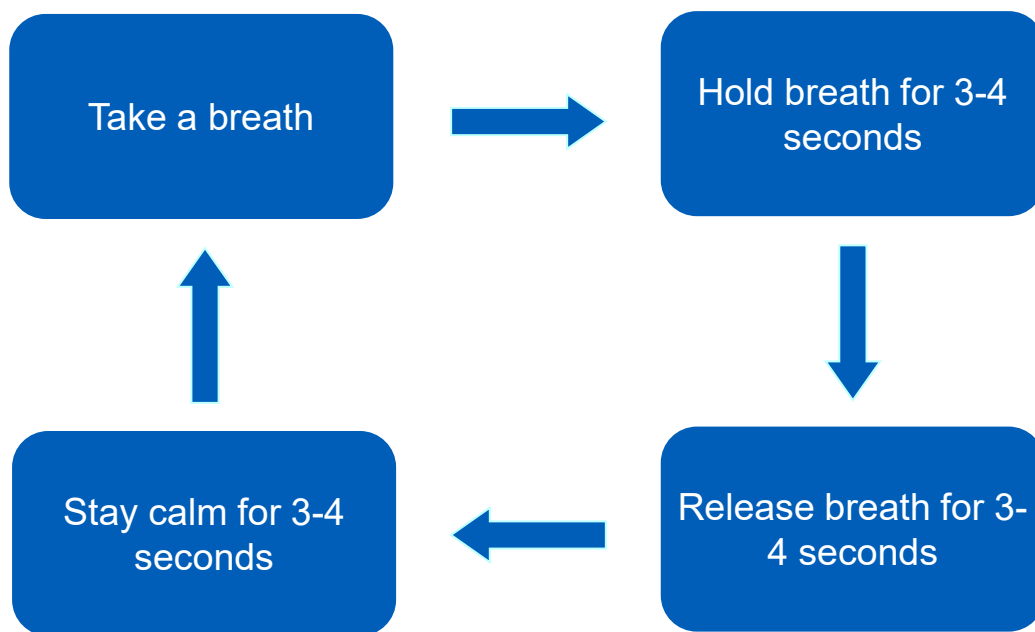 Take a breath
Hold breath for 3-4
seconds
Stay calm for 3-4
seconds
Release breath for 3-
4 seconds